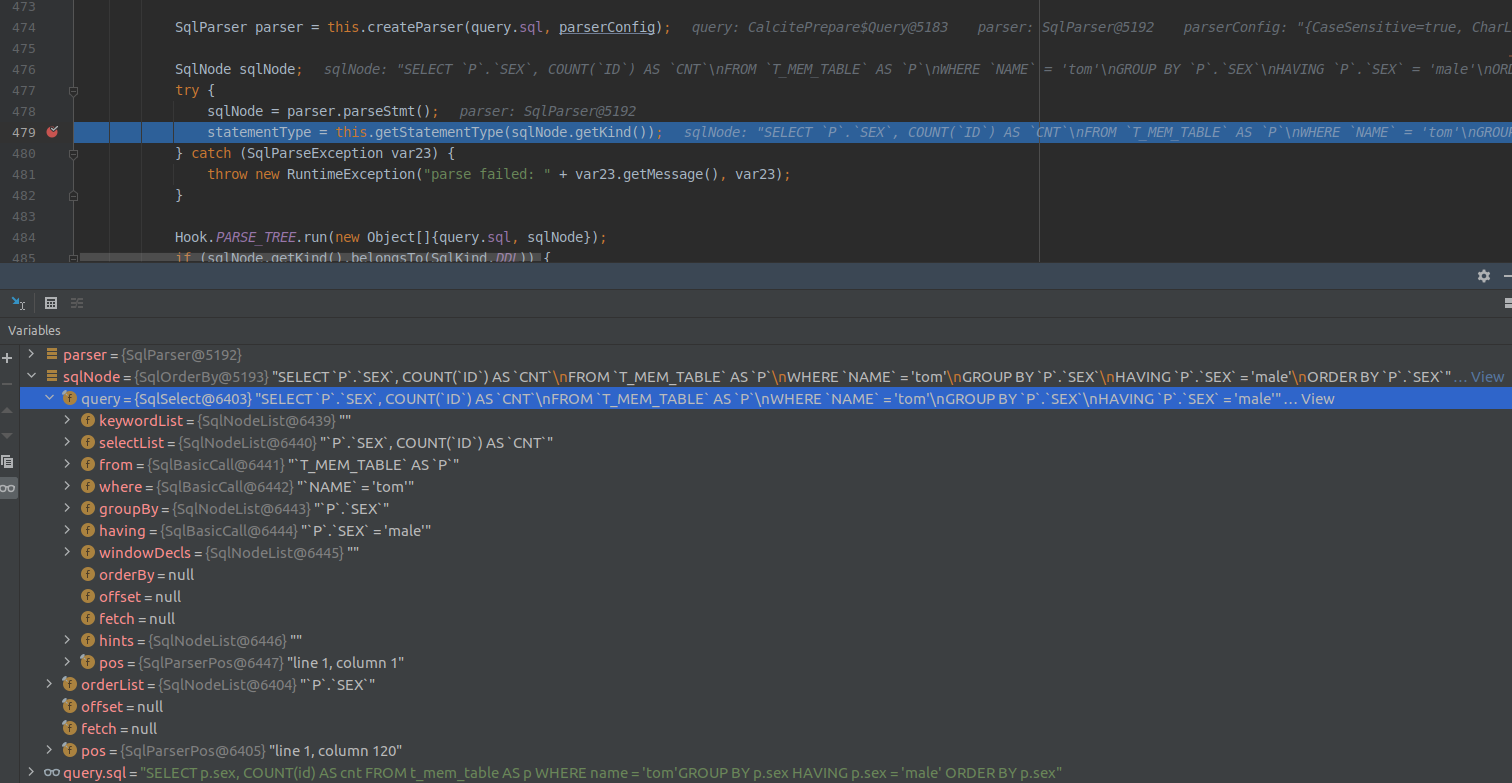 473
474 SqlParser parser = this.createParser(query.sql, parserConfig); query: CalcitePrepare$Query@5183 parser: SqlParser@5192 parserConfig: "{CaseSensitive=true, CharL
475
476 SqlNode sqlNode; sqlNode: "SELECT `P`.`SEX`, COUNT(`ID`) AS `CNT`\nFROM `T_MEM_TABLE` AS `P`\nWHERE `NAME` = 'tom'\nGROUP BY `P`.`SEX`\nHAVING `P`.`SEX` = 'male'\nORD
477 try {
478 sqlNode = parser.parseStmt(); parser: SqlParser@5192
479 statementType = this.getStatementType(sqlNode.getKind()); sqlNode: "SELECT `P`.`SEX`, COUNT(`ID`) AS `CNT`\nFROM `T_MEM_TABLE` AS `P`\nWHERE `NAME` = 'tom'\nGROUP
480 } catch (SqlParseException var23) {
481 throw new RuntimeException("parse failed: " + var23.getMessage(), var23);
482 }
483
484 Hook.PARSE_TREE.run(new Object[]{query.sql, sqlNode});
485 if (sqlNode.getKind().belongsTo(SqlKind.DDL)) {
Variables
parser = {SqlParser@5192}
sqlNode = {SqlOrderBy@5193} "SELECT `P`.`SEX`, COUNT(`ID`) AS `CNT`\nFROM `T_MEM_TABLE` AS `P`\nWHERE `NAME` = 'tom'\nGROUP BY `P`.`SEX`\nHAVING `P`.`SEX` = 'male'\nORDER BY `P`.`SEX`" ... View
query = {SqlSelect@6403} "SELECT `P`.`SEX`, COUNT(`ID`) AS `CNT`\nFROM `T_MEM_TABLE` AS `P`\nWHERE `NAME` = 'tom'\nGROUP BY `P`.`SEX`\nHAVING `P`.`SEX` = 'male'" ... View
keywordList = {SqlNodeList@6439} ""
selectList = {SqlNodeList@6440} "`P`.`SEX`, COUNT(`ID`) AS `CNT`"
from = {SqlBasicCall@6441} "`T_MEM_TABLE` AS `P`"
where = {SqlBasicCall@6442} "`NAME` = 'tom'"
groupBy = {SqlNodeList@6443} "`P`.`SEX`"
having = {SqlBasicCall@6444} "`P`.`SEX` = 'male'"
windowDecls = {SqlNodeList@6445} ""
orderBy = null
offset = null
fetch = null
hints = {SqlNodeList@6446} ""
pos = {SqlParserPos@6447} "line 1, column 1"
orderList = {SqlNodeList@6404} "`P`.`SEX`"
offset = null
fetch = null
pos = {SqlParserPos@6405} "line 1, column 120"
query.sql = "SELECT p.sex, COUNT(id) AS cnt FROM t_mem_table AS p WHERE name = 'tom'GROUP BY p.sex HAVING p.sex = 'male' ORDER BY p.sex"